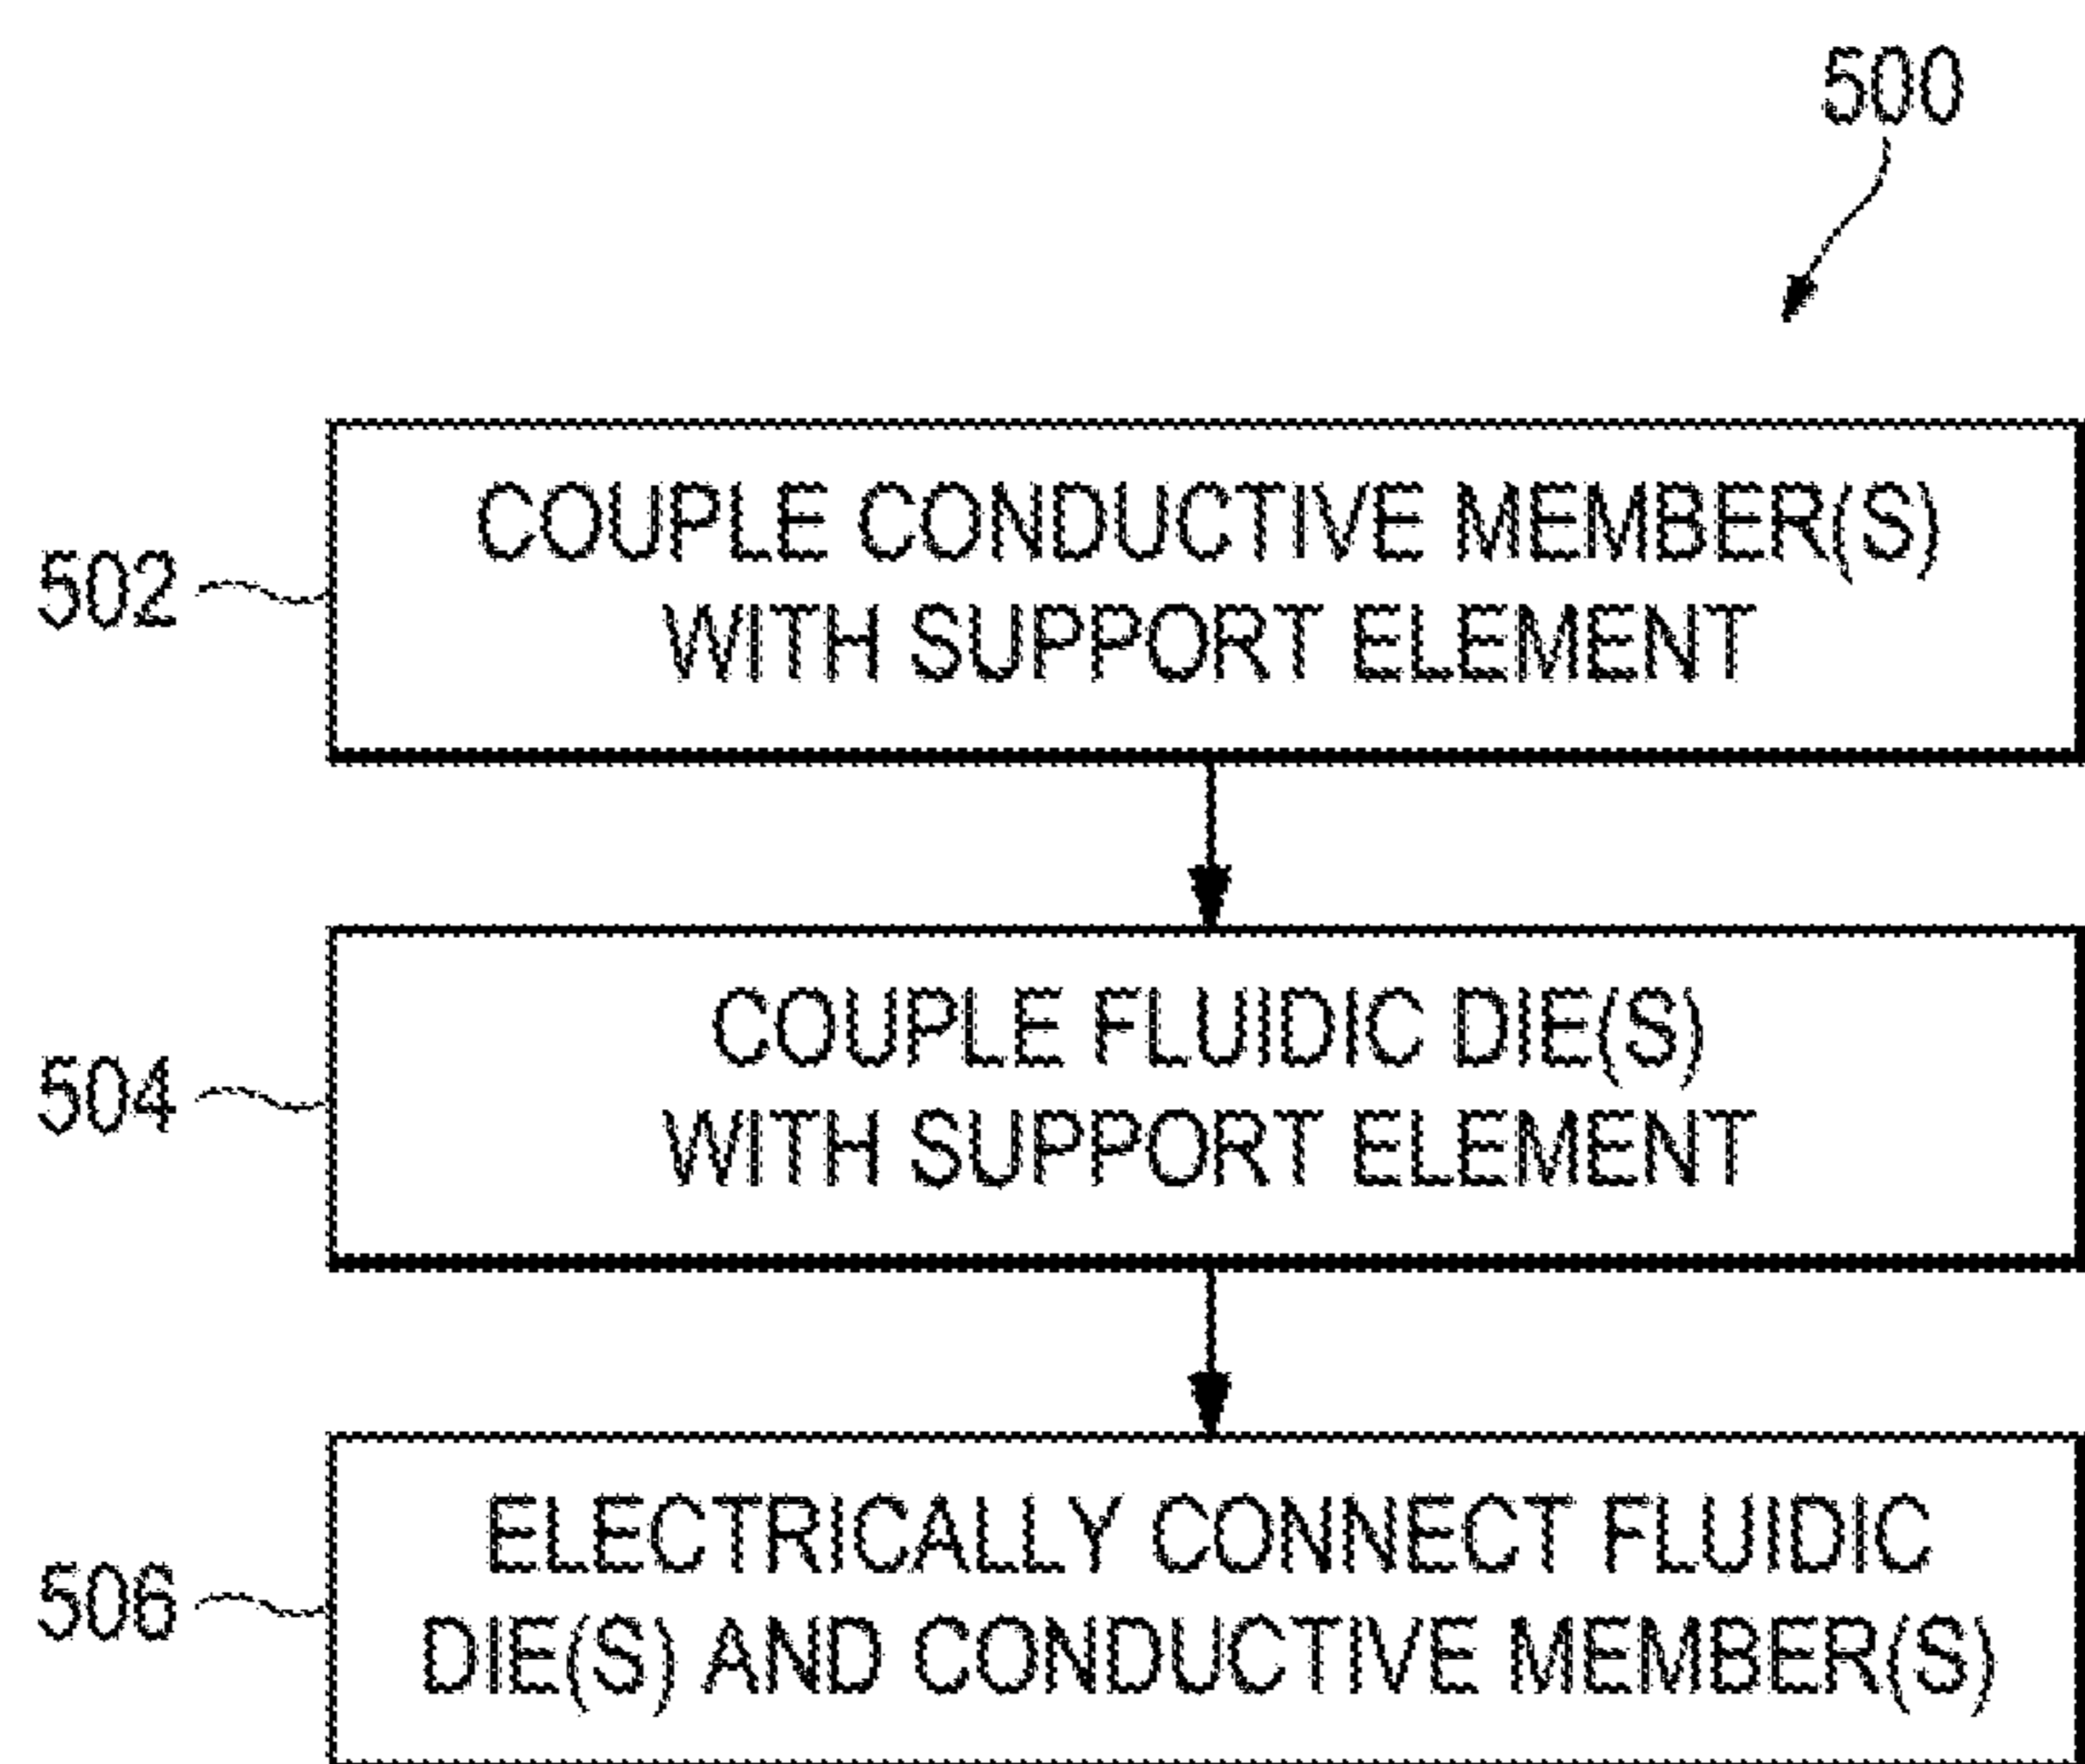 500
502
COUPLE CONDUCTIVE MEMBER(S)
WITH SUPPORT ELEMENT
504
COUPLE FLUIDIC DIE(S)
WITH SUPPORT ELEMENT
506
ELECTRICALLY CONNECT FLUIDIC
DIE(S) AND CONDUCTIVE MEMBER(S)